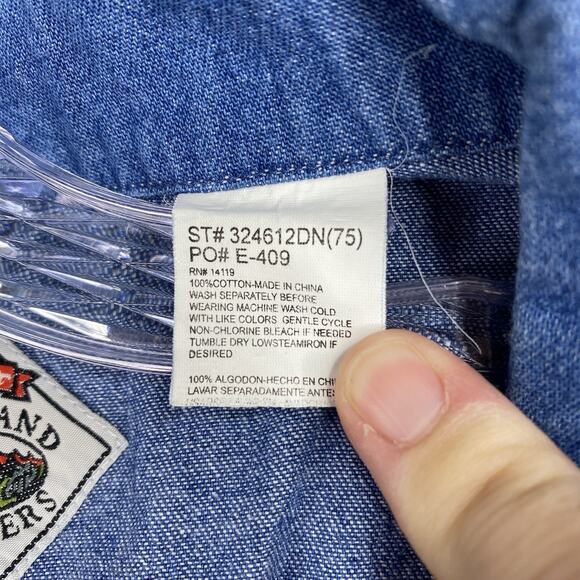 ST# 324612DN(75)
PO# E-409
RN# 14119
100%COTTON-MADE IN CHINA
WASH SEPARATELY BEFORE
WEARING MACHINE WASH COLD
WITH LIKE COLORS GENTLE CYCLE
NON-CHLORINE BLEACH IF NEEDED
TUMBLE DRY LOWSTEAMIRON IF
DESIRED
100% ALGODON-HECHO EN CHI
LAVAR SEPARADAMENTE ANTES
AND
ERS